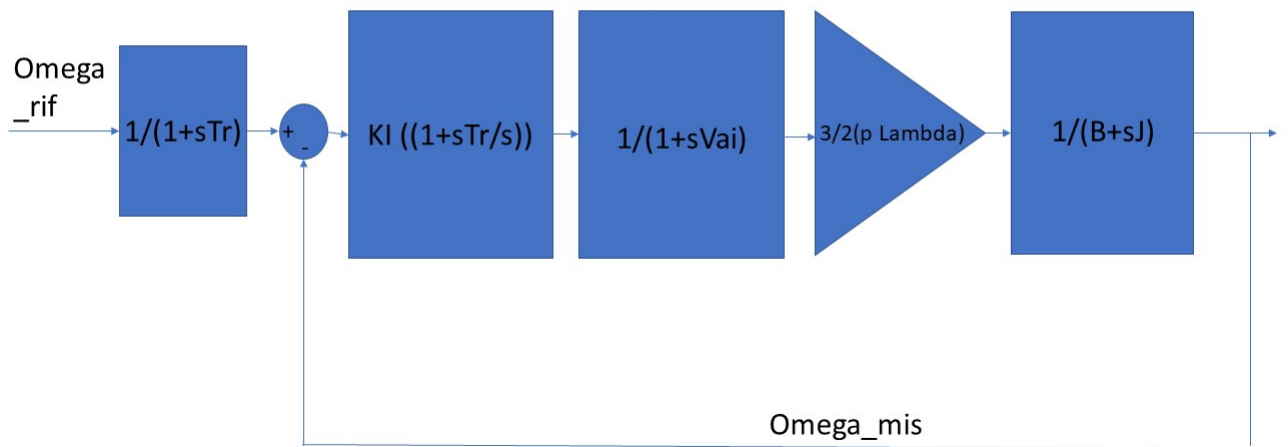 Omega
_rif
1/(1+sTr)
+
-
KI ((1+sTr/s))
1/(1+sVai)
3/2(p Lambda)
1/(B+sJ)
Omega_mis